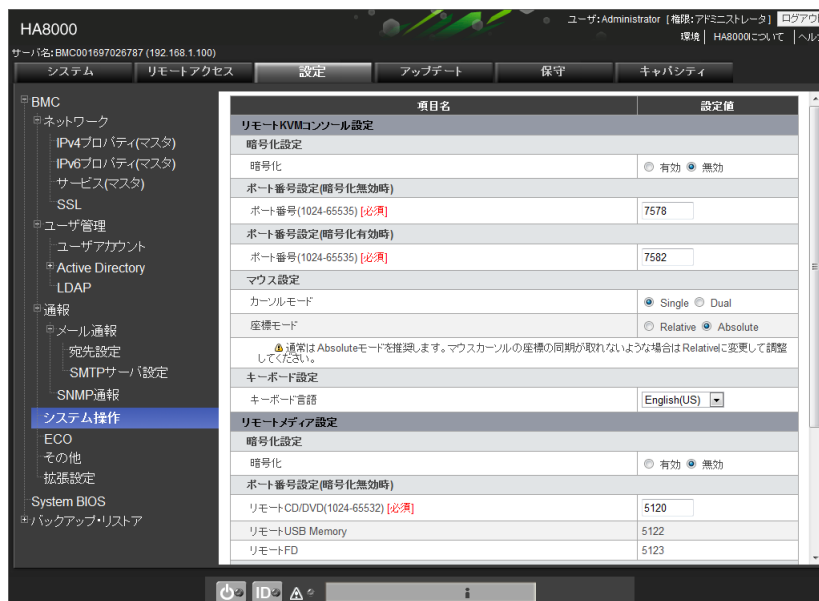 HA8000
ユーザ:Administrator [権限:アドミニストレータ] ログアウ
環境 | HA8000について | ヘル
サーバ名:BMC001697026787 (192.168.1.100)
システム リモートアクセス 設定 アップデート 保守 キャパシティ
BMC
ネットワーク
IPv4プロパティ(マスタ)
IPv6プロパティ(マスタ)
サービス(マスタ)
SSL
ユーザ管理
ユーザアカウント
Active Directory
LDAP
通報
メール通報
宛先設定
SMTPサーバ設定
SNMP通報
システム操作
ECO
その他
拡張設定
System BIOS
バックアップ・リストア
項目名 設定値
リモートKVMコンソール設定
暗号化設定
暗号化 有効 無効
ポート番号設定(暗号化無効時)
ポート番号(1024-65535) [必須] 7578
ポート番号設定(暗号化有効時)
ポート番号(1024-65535) [必須] 7582
マウス設定
カーソルモード Single Dual
座標モード Relative Absolute
通常はAbsoluteモードを推奨します。マウスカーソルの座標の同期が取れないような場合はRelativeに変更して調整
してください。
キーボード設定
キーボード言語 English(US)
リモートメディア設定
暗号化設定
暗号化 有効 無効
ポート番号設定(暗号化無効時)
リモートCD/DVD(1024-65532) [必須] 5120
リモートUSB Memory 5122
リモートFD 5123
ID